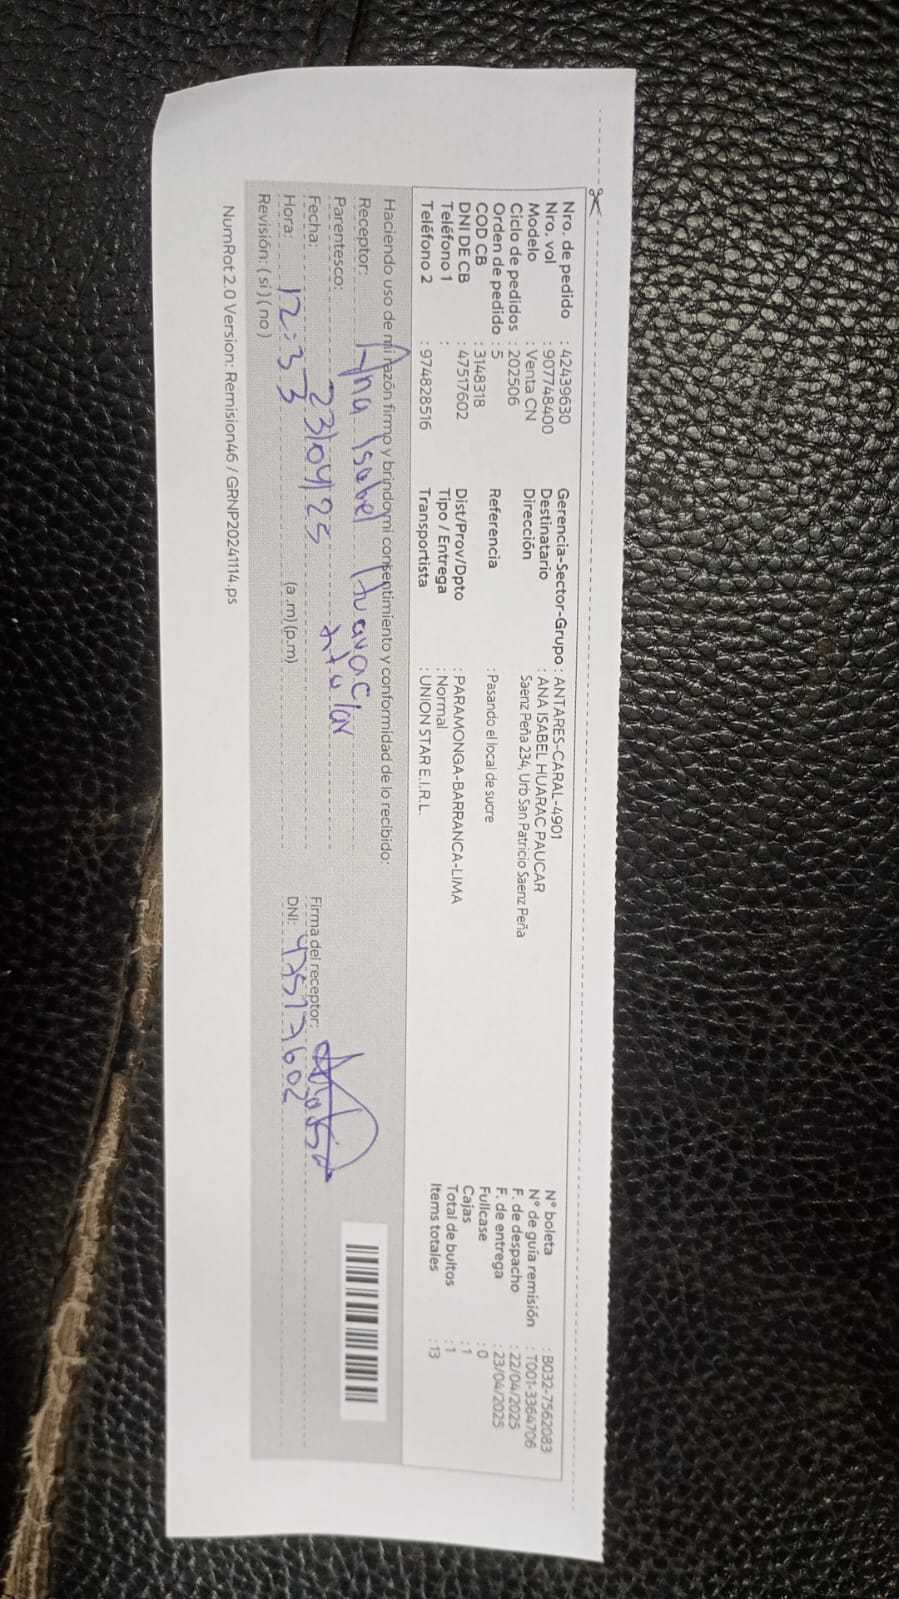 Nro. de pedido : 42439630 Gerencia-Sector-Grupo : ANTARES-CARAL-4901 N° boleta : B032-7562083
Nro. vol : 907748400 Destinatario : ANA ISABEL HUARAC PAUCAR N° de guía remisión : T001-3364706
Modelo : Venta CN Dirección Saenz Peña 234, Urb San Patricio Saenz Peña F. de despacho : 22/04/2025
Ciclo de pedidos : 202506 F. de entrega : 23/04/2025
Orden de pedido : 5 Referencia : Pasando el local de sucre Fullcase : 0
COD CB : 3148318 Cajas : 1
DNI DE CB : 47517602 Dist/Prov/Dpto : PARAMONGA-BARRANCA-LIMA Total de bultos : 1
Teléfono 1 : Tipo / Entrega : Normal Items totales : 13
Teléfono 2 : 974828516 Transportista : UNION STAR E.I.R.L.
Haciendo uso de mi razón firmo y brindo mi consentimiento y conformidad de lo recibido:
Receptor: Ana Isabel Huarac
Parentesco: titular
Fecha: 23/04/25 Firma del receptor:
Hora: 12:33 (a .m) (p.m) DNI: 47517602
Revisión: ( si ) ( no )
NumRot 2.0 Version: Remision46 / GRNP20241114.ps